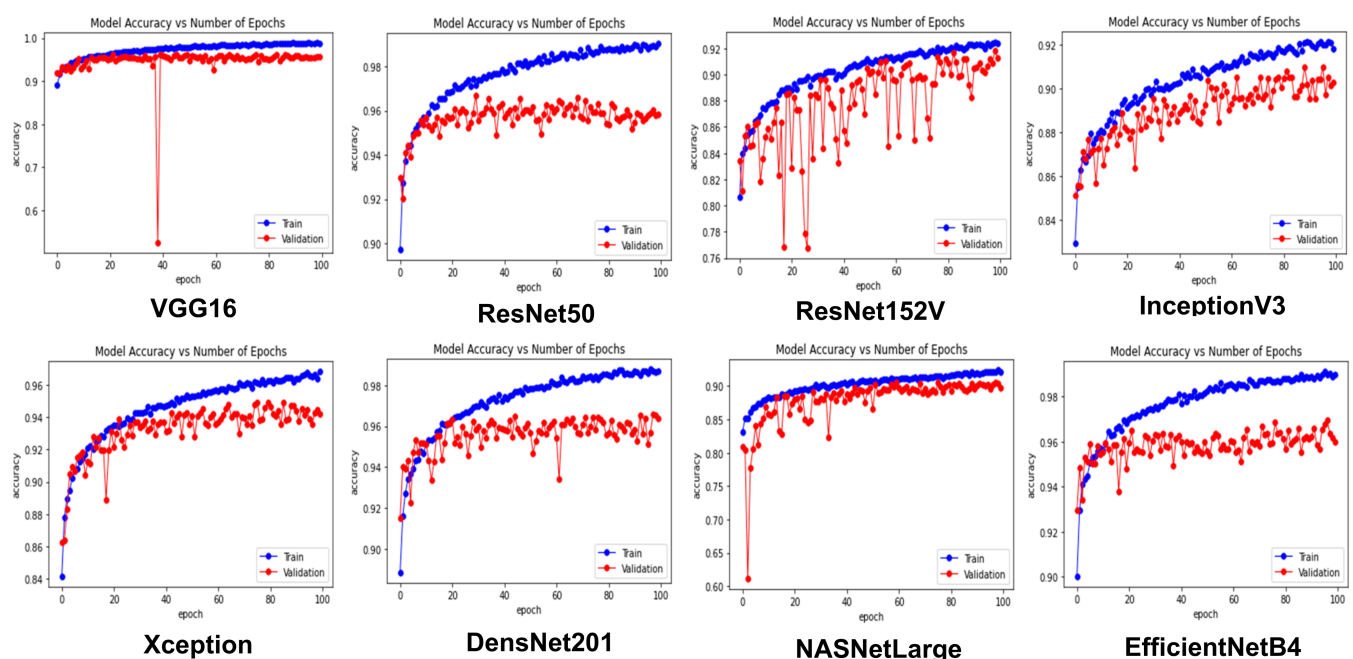 Model Accuracy vs Number of Epochs
1.0
0.9
0.8
0.7
0.6
accuracy
0 20 40 60 80 100
epoch
Train
Validation
VGG16
Model Accuracy vs Number of Epochs
0.98
0.96
0.94
0.92
0.90
accuracy
0 20 40 60 80 100
epoch
Train
Validation
ResNet50
Model Accuracy vs Number of Epochs
0.92
0.90
0.88
0.86
0.84
0.82
0.80
0.78
0.76
accuracy
0 20 40 60 80 100
epoch
Train
Validation
ResNet152V
Model Accuracy vs Number of Epochs
0.92
0.90
0.88
0.86
0.84
accuracy
0 20 40 60 80 100
epoch
Train
Validation
InceptionV3
Model Accuracy vs Number of Epochs
0.96
0.94
0.92
0.90
0.88
0.86
0.84
accuracy
0 20 40 60 80 100
epoch
Train
Validation
Xception
Model Accuracy vs Number of Epochs
0.98
0.96
0.94
0.92
0.90
accuracy
0 20 40 60 80 100
epoch
Train
Validation
DensNet201
Model Accuracy vs Number of Epochs
0.90
0.85
0.80
0.75
0.70
0.65
0.60
accuracy
0 20 40 60 80 100
epoch
Train
Validation
NASNetLarge
Model Accuracy vs Number of Epochs
0.98
0.96
0.94
0.92
0.90
accuracy
0 20 40 60 80 100
epoch
Train
Validation
EfficientNetB4